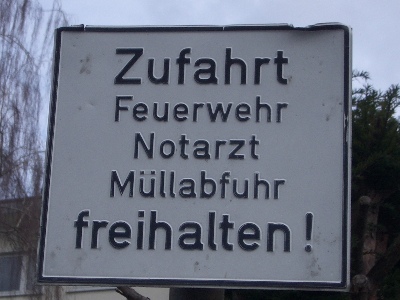 Zufahrt
Feuerwehr
Notarzt
Müllabfuhr
freihalten!